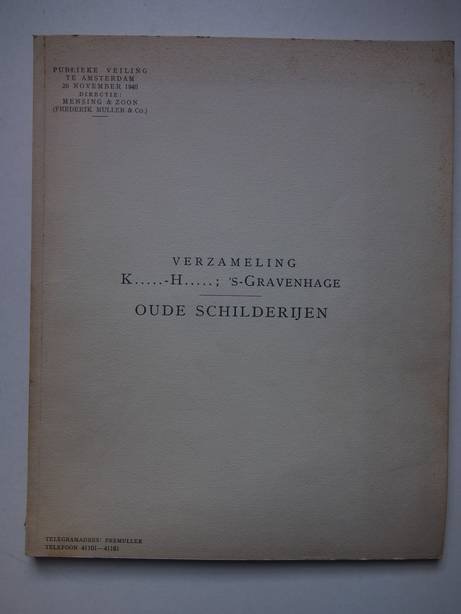 PUBLIEKE VEILING
TE AMSTERDAM
26 NOVEMBER 1940
DIRECTIE:
MENSING & ZOON
(FREDERIK MULLER & Co.)
VERZAMELING
K.....-H.....; 'S-GRAVENHAGE
OUDE SCHILDERIJEN
TELEGRAMADRES: FREMULLER
TELEFOON 41101—41161